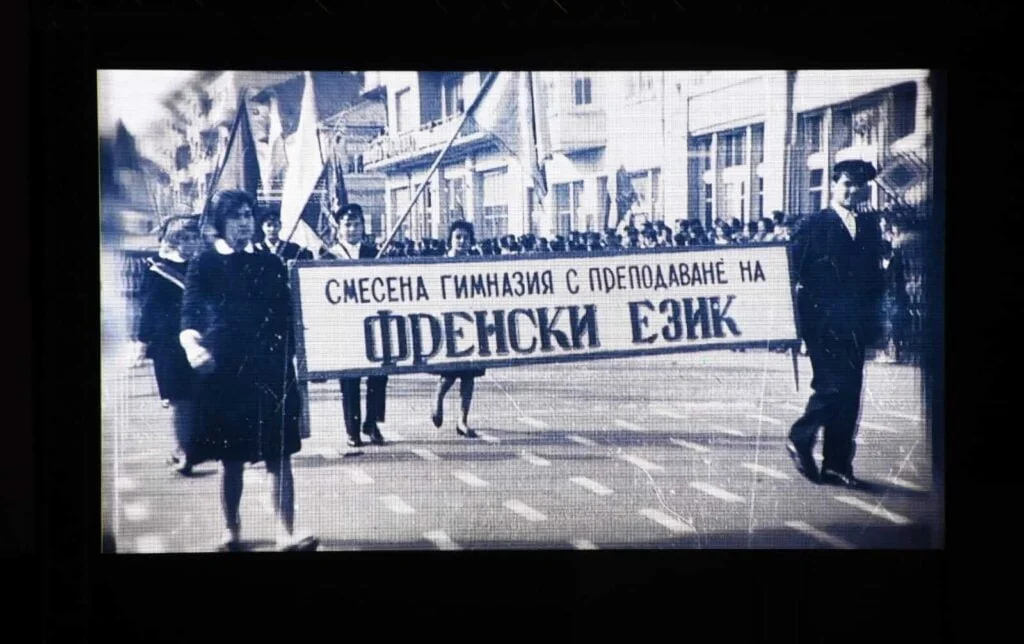 СМЕСЕНА ГИМНАЗИЯ С ПРЕПОДАВАНЕ НА
ФРЕНСКИ ЕЗИК